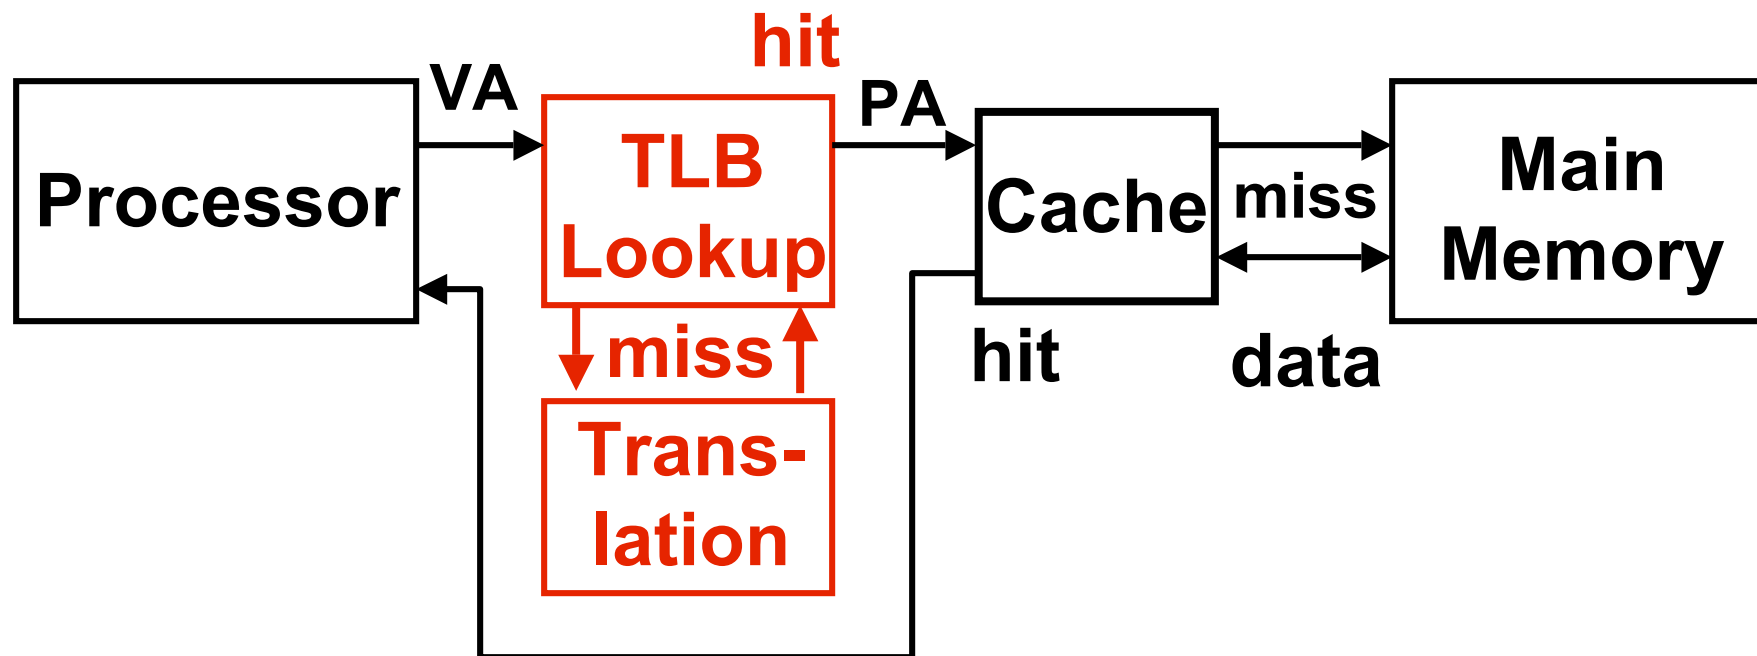 hit
VA
PA
Processor
TLB
Lookup
Cache
miss
Main
Memory
miss
hit
data
Trans-
lation